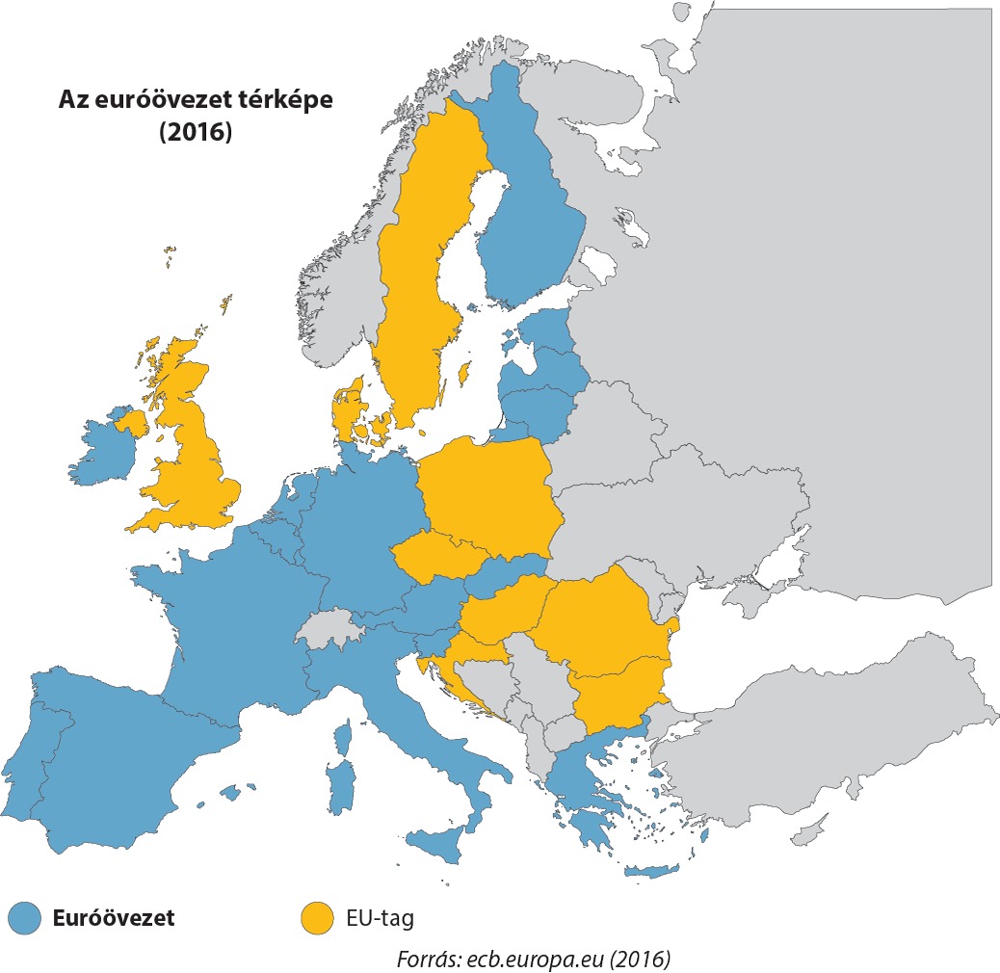 Az euróövezet térképe
(2016)
Euróövezet
EU-tag
Forrás: ecb.europa.eu (2016)